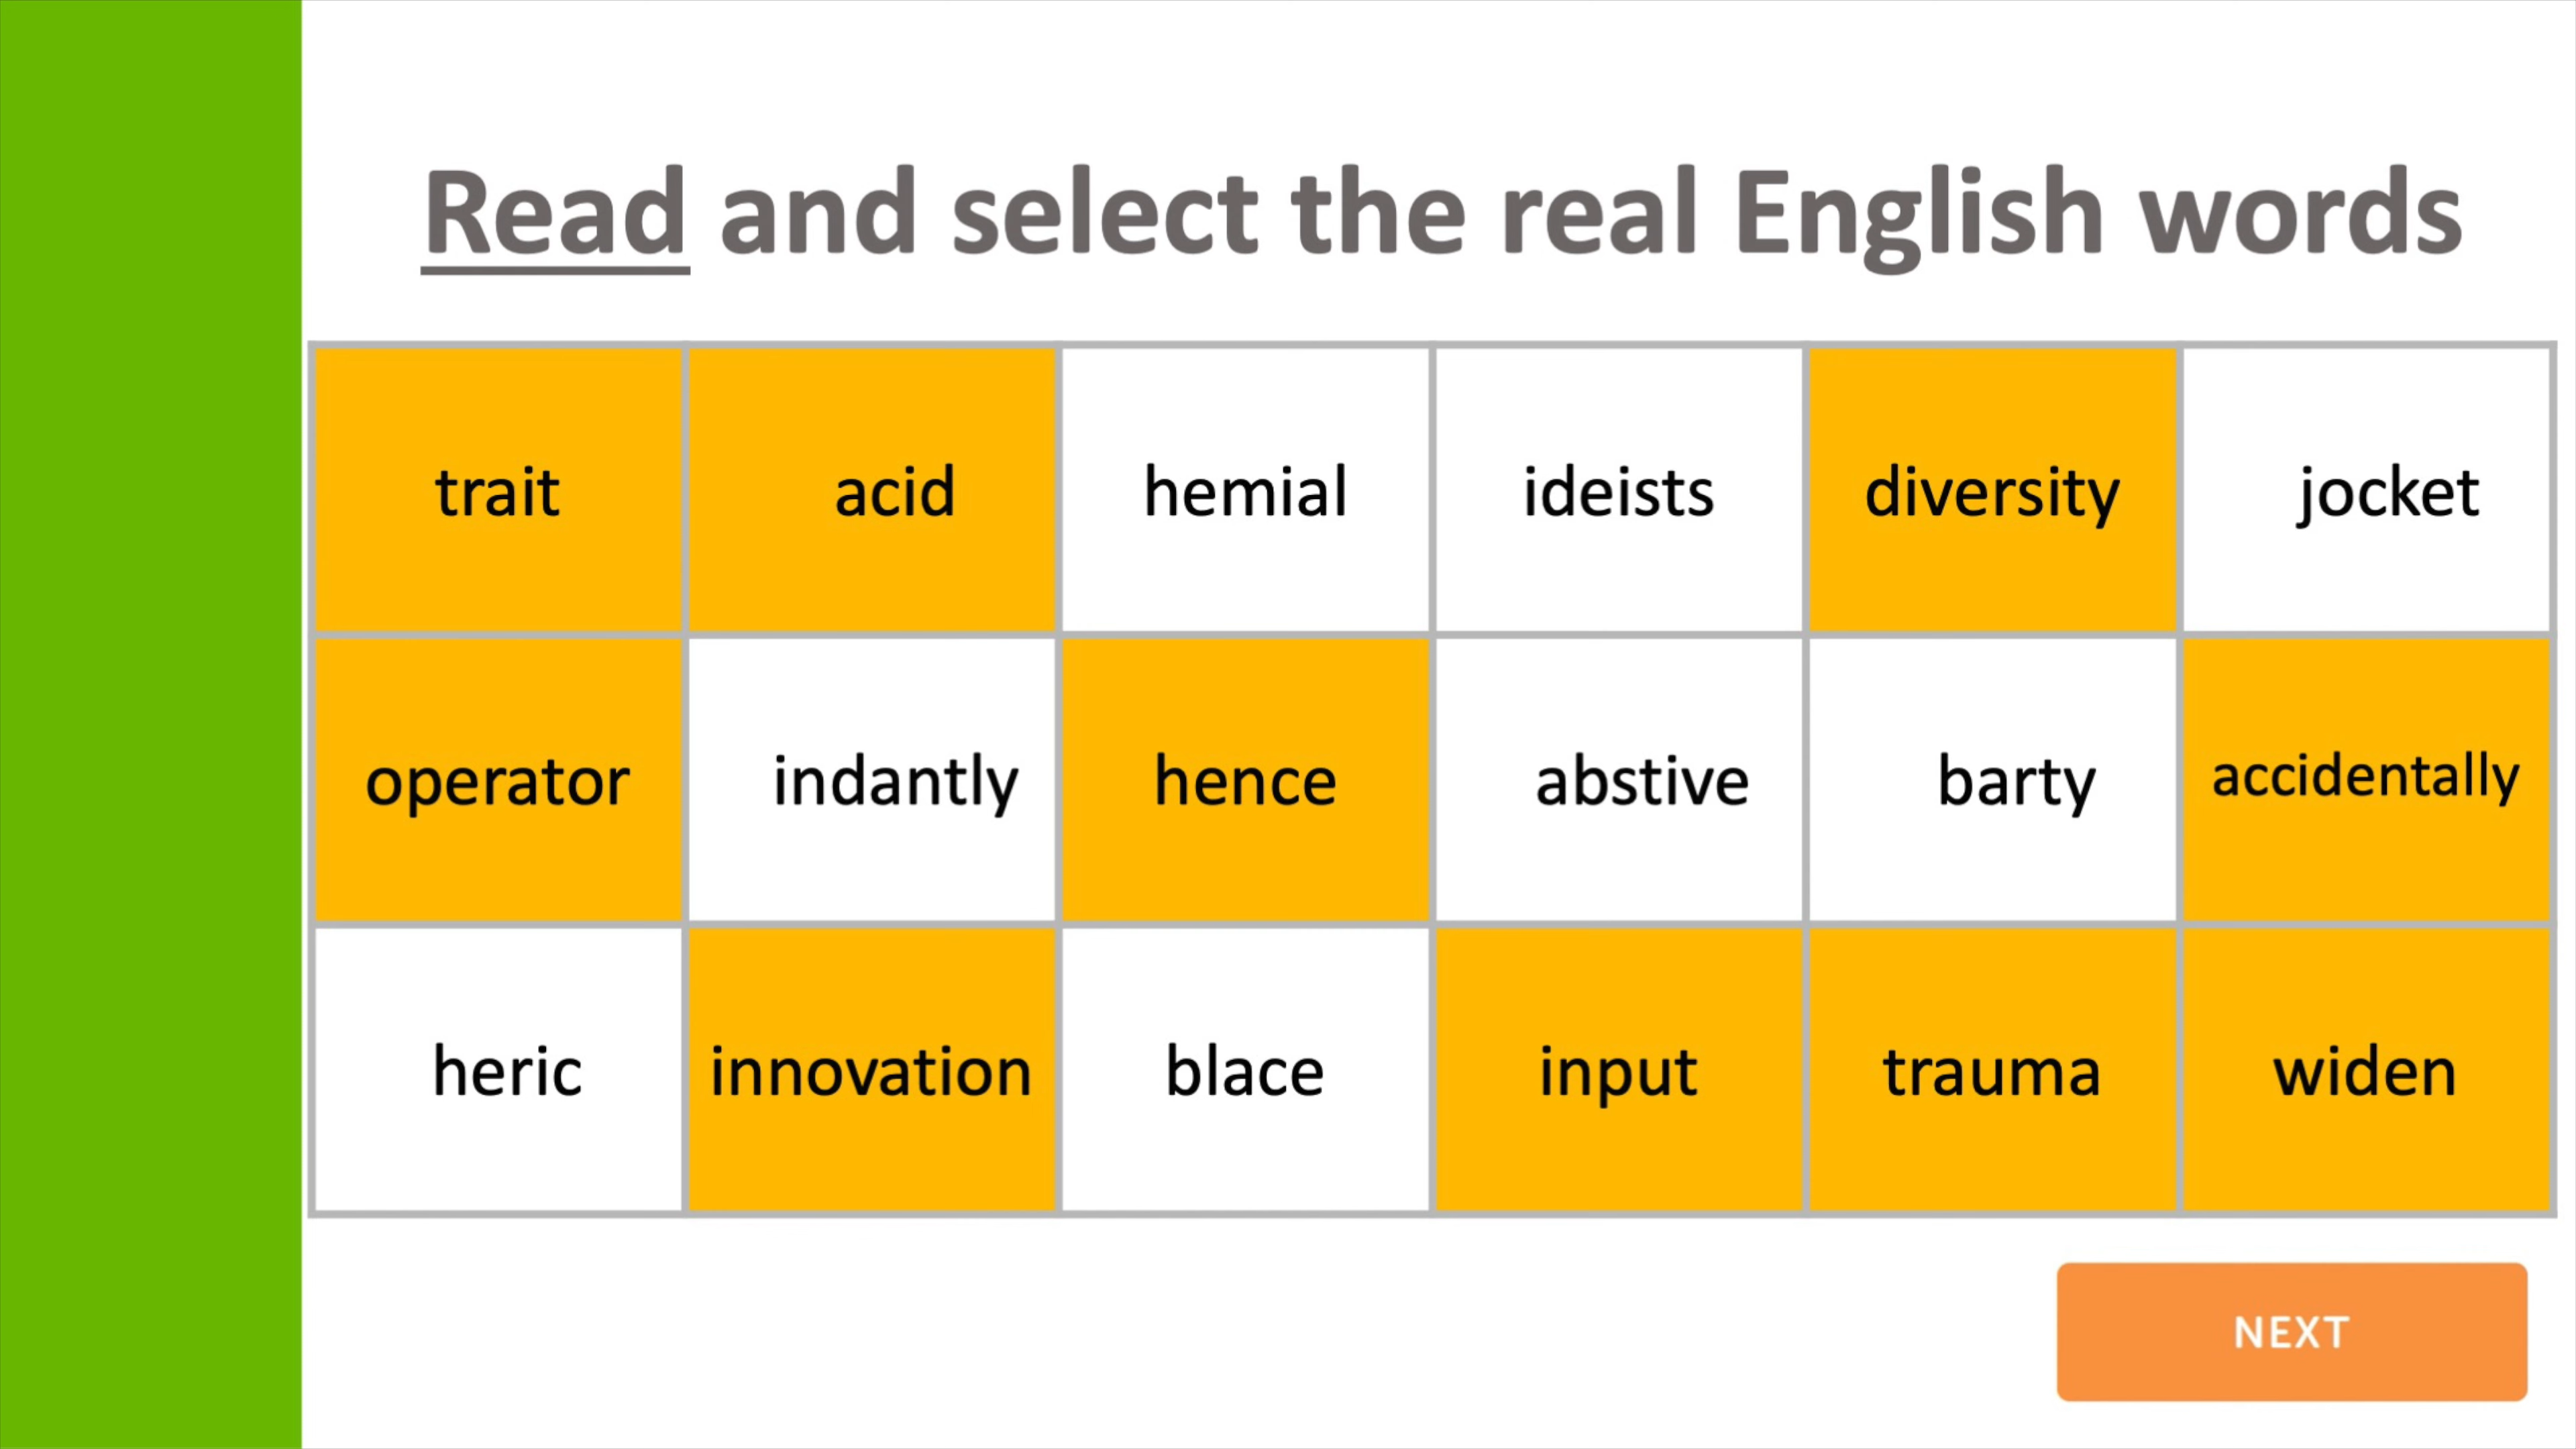 Read and select the real English words
trait acid hemial ideists diversity jocket
operator indantly hence abstive barty accidentally
heric innovation blace input trauma widen
NEXT